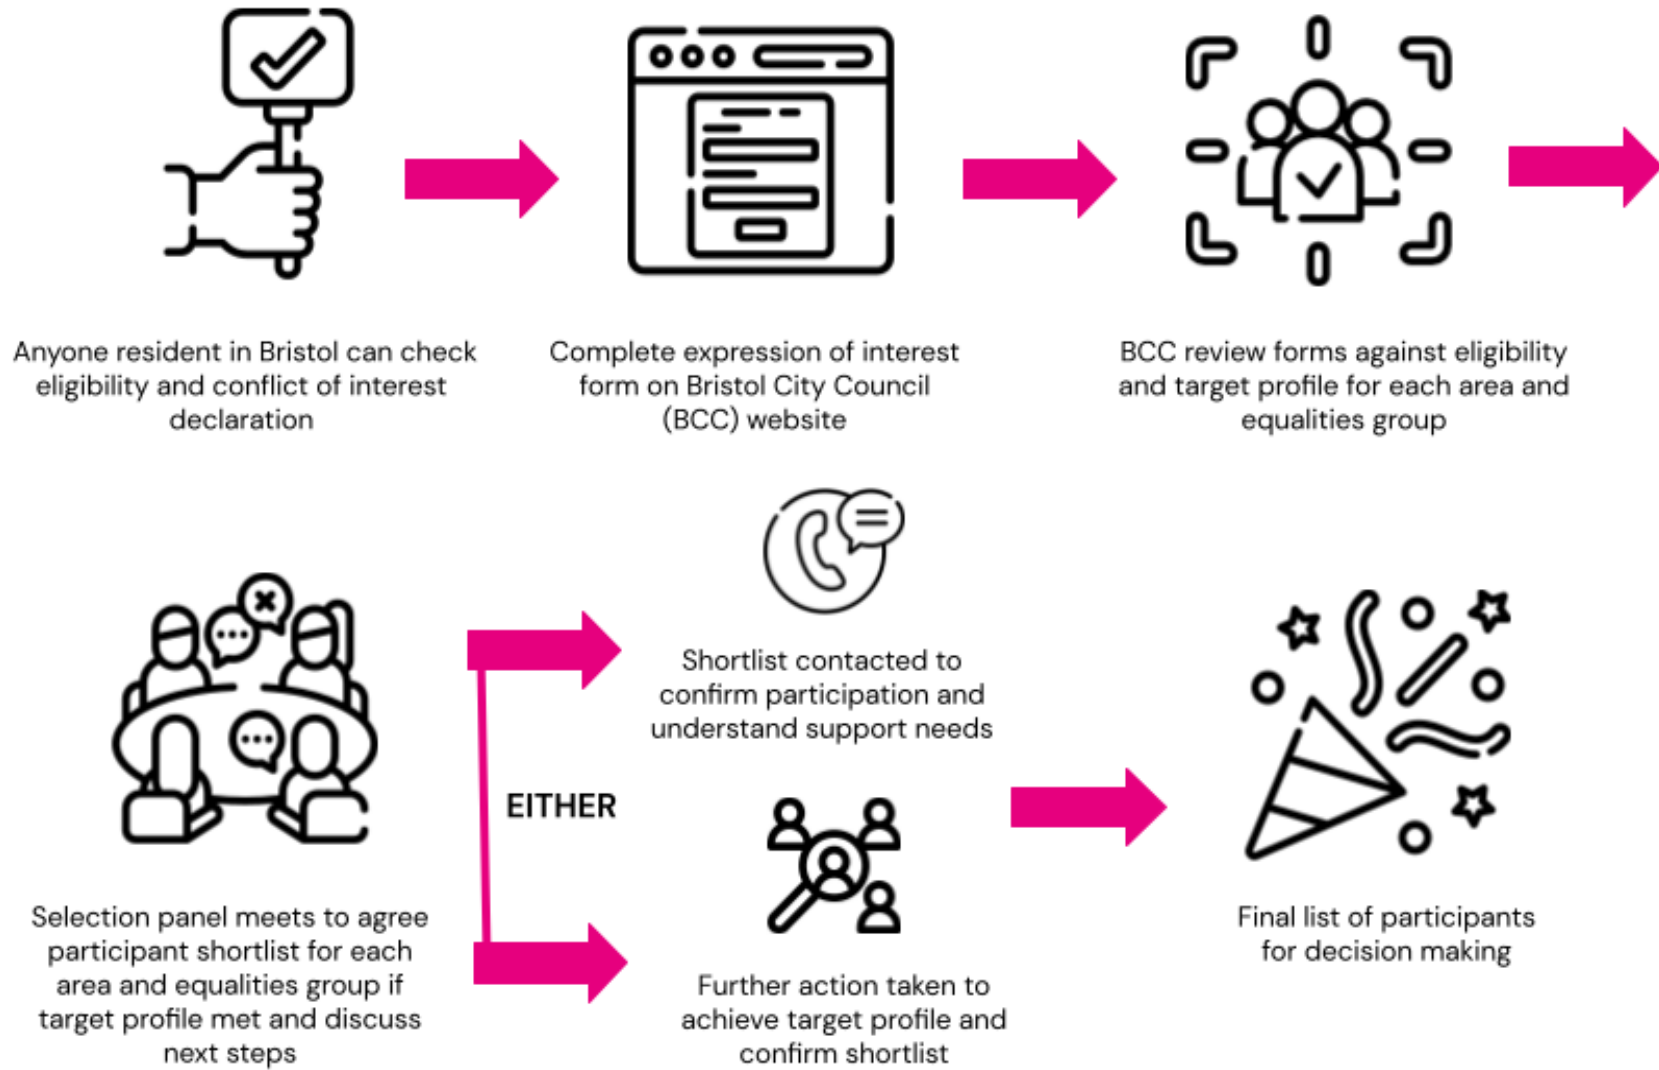 Anyone resident in Bristol can check
eligibility and conflict of interest
declaration
Complete expression of interest
form on Bristol City Council
(BCC) website
BCC review forms against eligibility
and target profile for each area and
equalities group
Selection panel meets to agree
participant shortlist for each
area and equalities group if
target profile met and discuss
next steps
EITHER
Shortlist contacted to
confirm participation and
understand support needs
Further action taken to
achieve target profile and
confirm shortlist
Final list of participants
for decision making